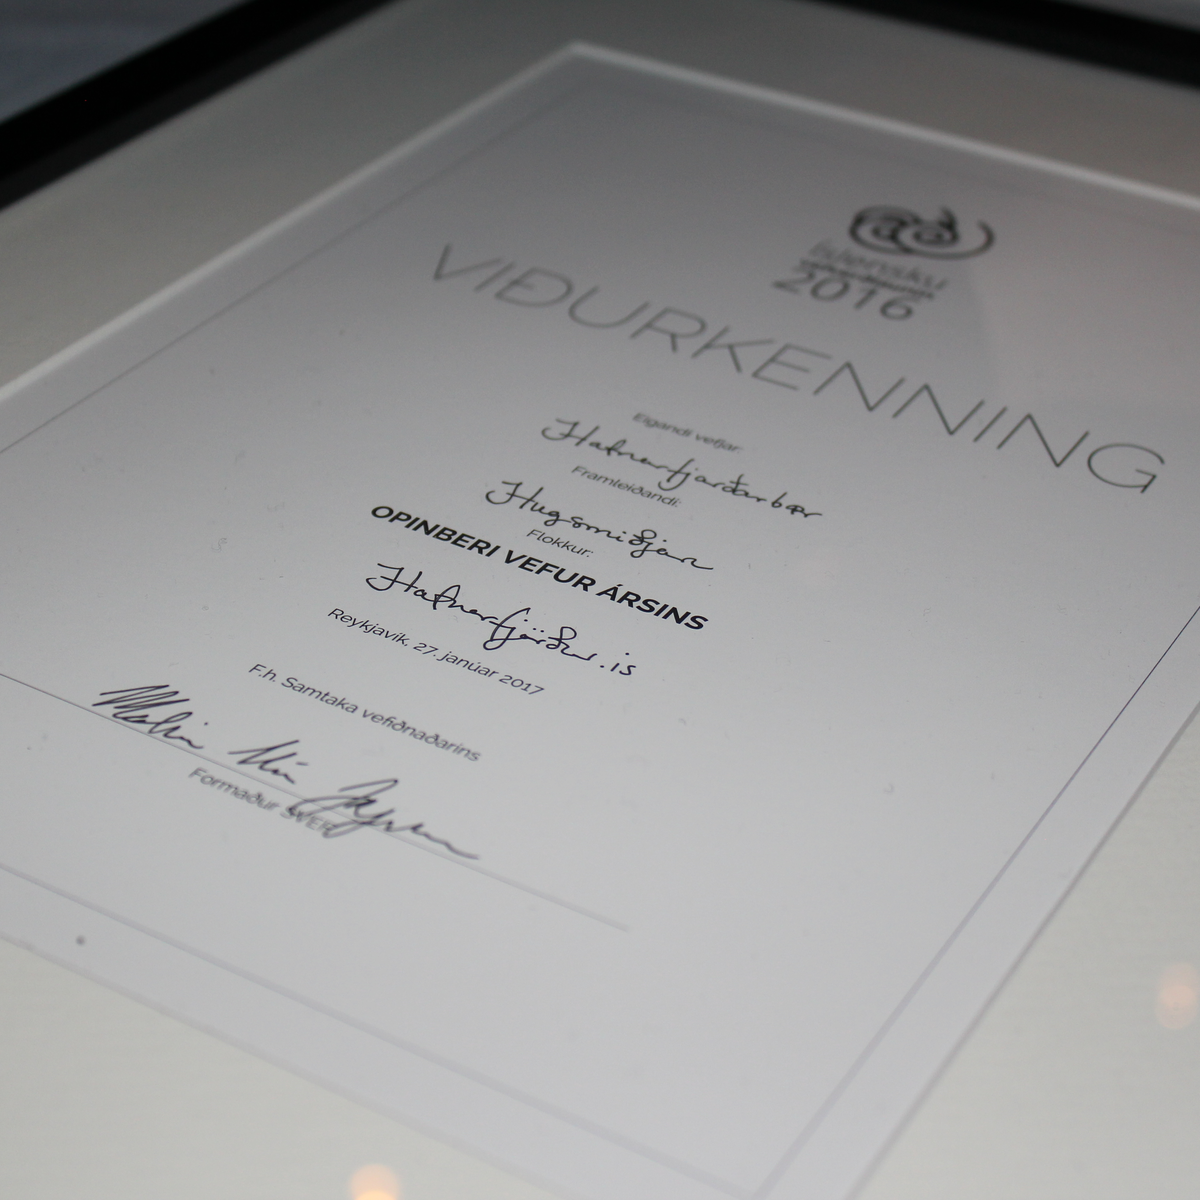 íslensku
2016
VIÐURKENNING
Eigandi vefjar:
Hafnarfjarðarbær
Framleiðandi:
Hugsmiðjan
Flokkur:
OPINBERI VEFUR ÁRSINS
Hafnarfjörður.is
Reykjavík, 27. janúar 2017
F.h. Samtaka vefiðnaðarins
Formaður SVEF